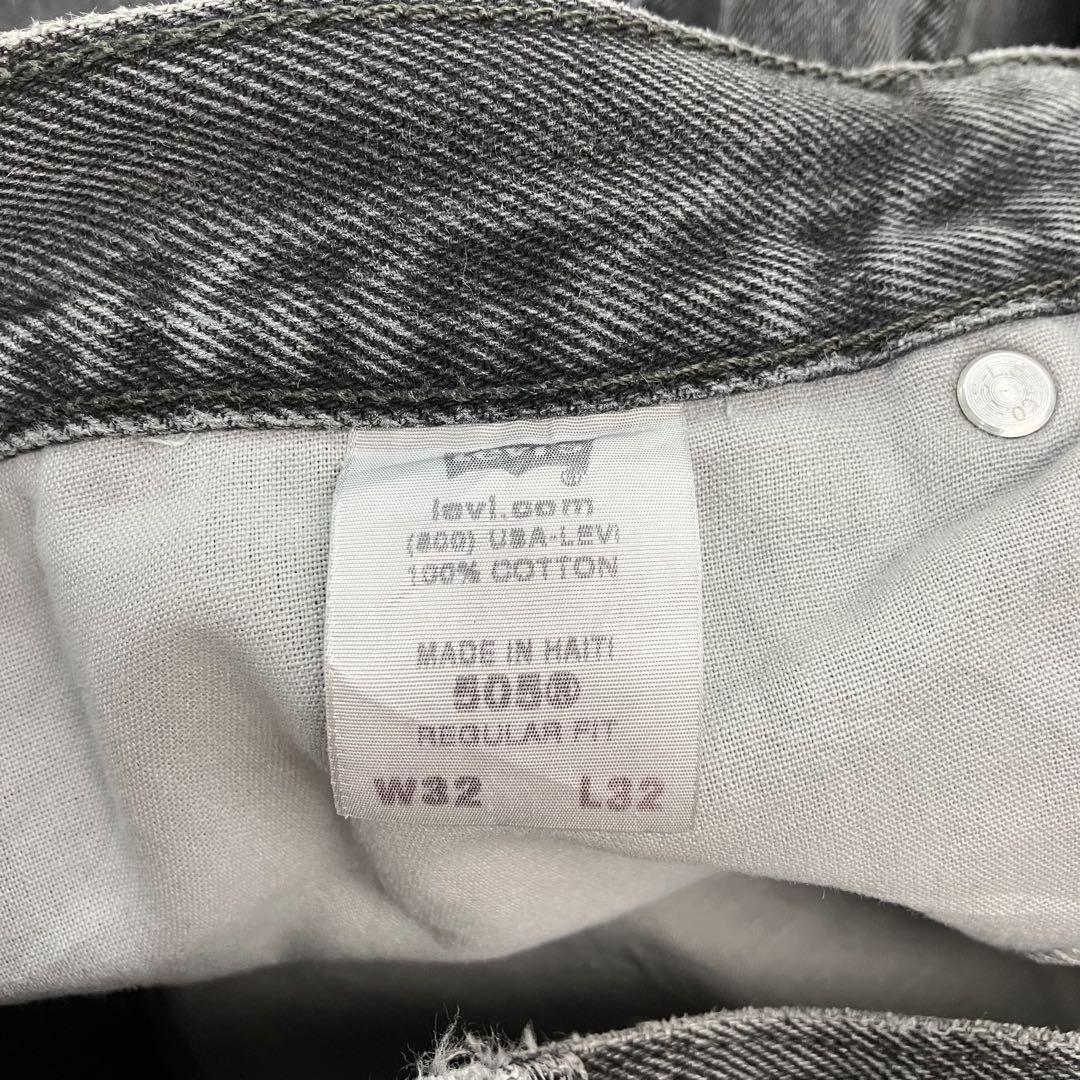 levi.com
(800) USA-LEVI
100% COTTON
MADE IN HAITI
505®
REGULAR FIT
W32 L32